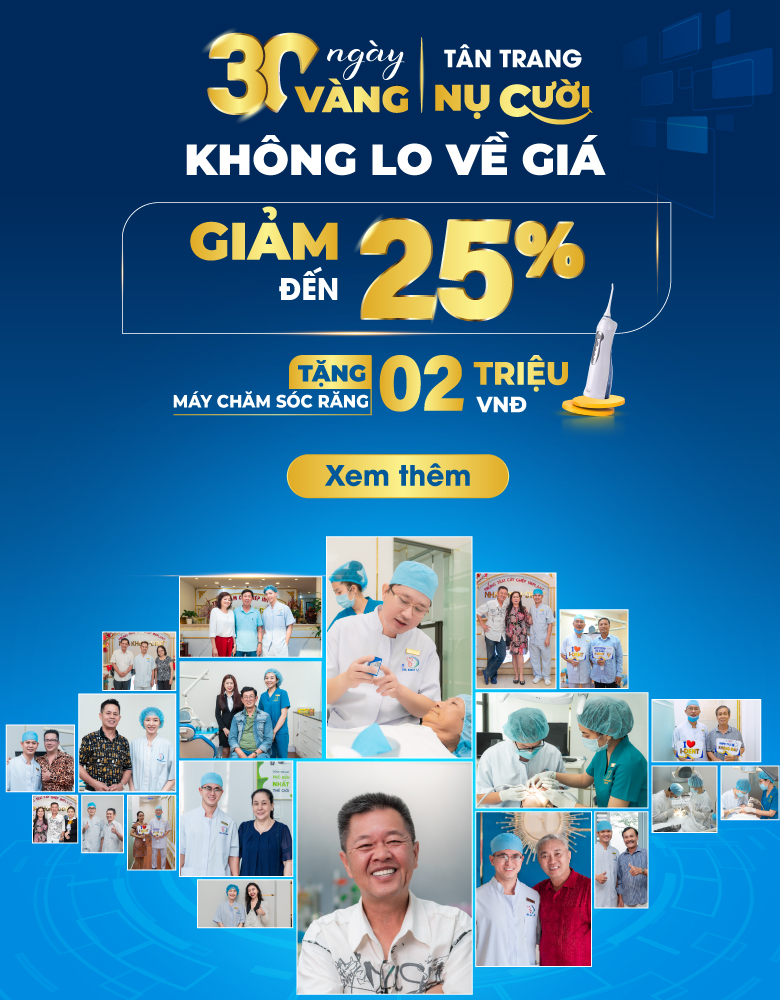 30 ngày VÀNG
TÂN TRANG
NỤ CƯỜI
KHÔNG LO VỀ GIÁ
GIẢM
ĐẾN
25%
TẶNG
MÁY CHĂM SÓC RĂNG
02
TRIỆU
VNĐ
Xem thêm